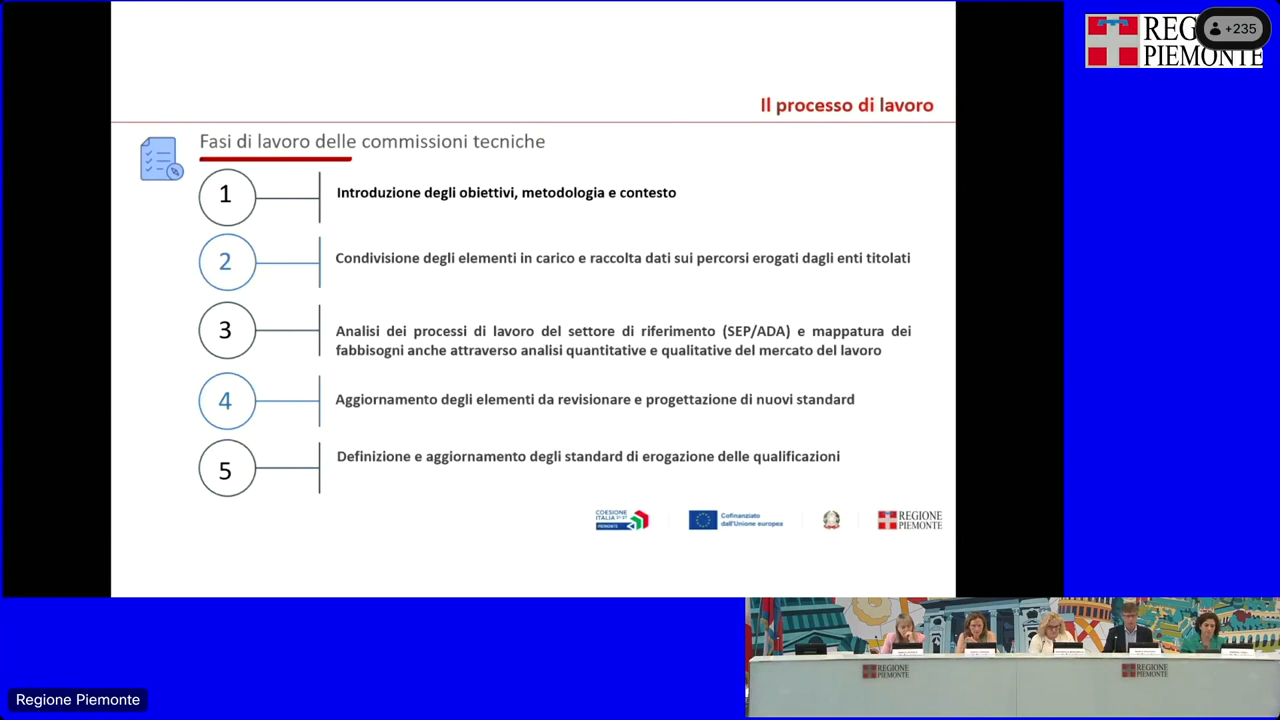 Il processo di lavoro
Fasi di lavoro delle commissioni tecniche
1
Introduzione degli obiettivi, metodologia e contesto
2
Condivisione degli elementi in carico e raccolta dati sui percorsi erogati dagli enti titolati
3
Analisi dei processi di lavoro del settore di riferimento (SEP/ADA) e mappatura dei
fabbisogni anche attraverso analisi quantitative e qualitative del mercato del lavoro
4
Aggiornamento degli elementi da revisionare e progettazione di nuovi standard
5
Definizione e aggiornamento degli standard di erogazione delle qualificazioni
COESIONE
ITALIA 21-27
PIEMONTE
Cofinanziato
dall'Unione europea
REGIONE
PIEMONTE
+235
PIEMONTE
REGIONE
PIEMONTE
REGIONE
PIEMONTE
Regione Piemonte